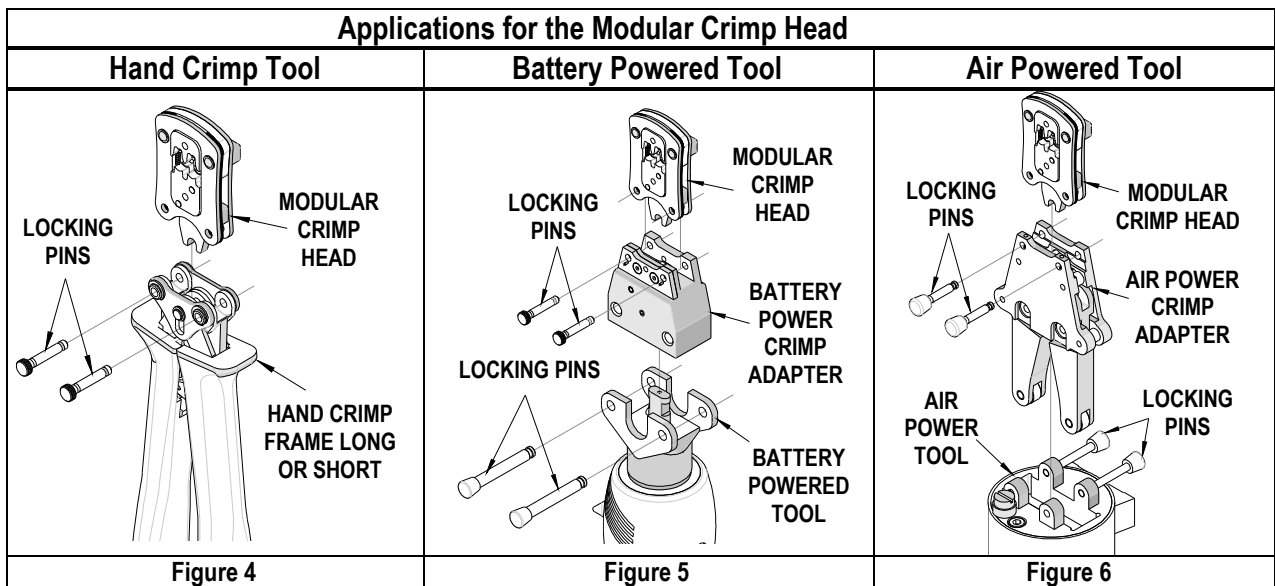 Applications for the Modular Crimp Head
Hand Crimp Tool
Battery Powered Tool
Air Powered Tool
LOCKING
PINS
MODULAR
CRIMP
HEAD
HAND CRIMP
FRAME LONG
OR SHORT
LOCKING
PINS
MODULAR
CRIMP
HEAD
BATTERY
POWER
CRIMP
ADAPTER
LOCKING PINS
BATTERY
POWERED
TOOL
LOCKING
PINS
MODULAR
CRIMP HEAD
AIR POWER
CRIMP
ADAPTER
AIR
POWER
TOOL
LOCKING
PINS
Figure 4
Figure 5
Figure 6